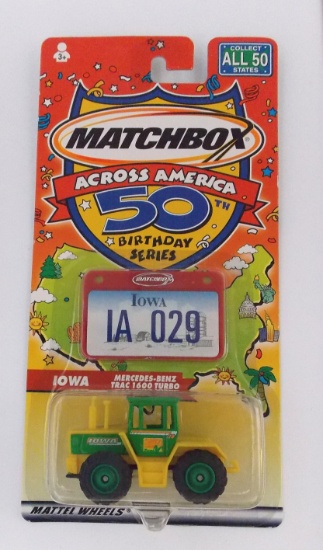 3+
COLLECT
ALL 50
STATES
MATCHBOX
ACROSS AMERICA
50TH
BIRTHDAY
SERIES
MATCHBOX
IOWA
IA 029
IOWA
MERCEDES-BENZ
TRAC 1600 TURBO
MATTEL WHEELS